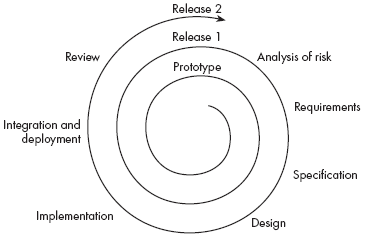 Release 2
Release 1
Review
Analysis of risk
Prototype
Requirements
Integration and
deployment
Specification
Implementation
Design